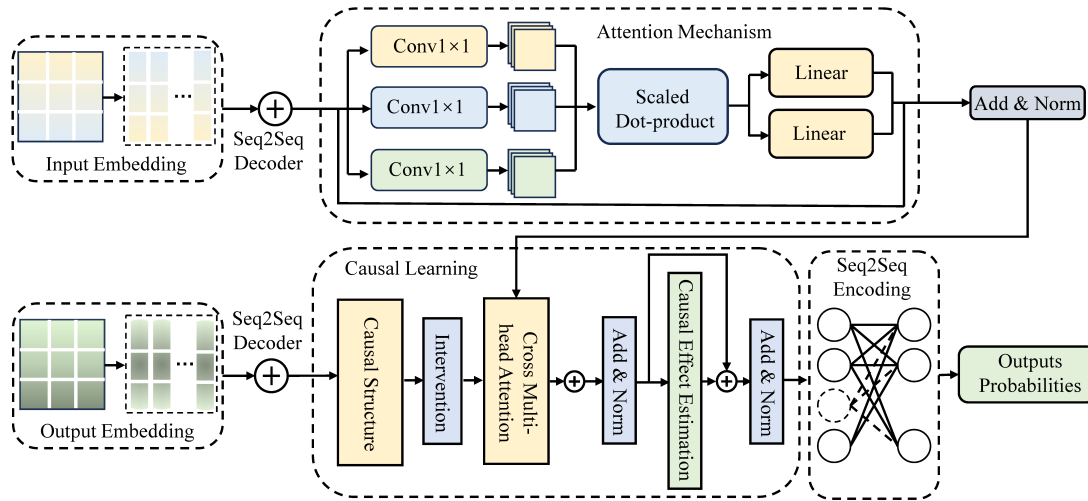 Input Embedding
...
Seq2Seq
Decoder
Attention Mechanism
Conv1×1
Conv1×1
Conv1×1
Scaled
Dot-product
Linear
Linear
Add & Norm
Output Embedding
...
Seq2Seq
Decoder
Causal Learning
Causal Structure
Intervention
Cross Multi-
head Attention
Add & Norm
Causal Effect Estimation
Add & Norm
Seq2Seq
Encoding
Outputs
Probabilities